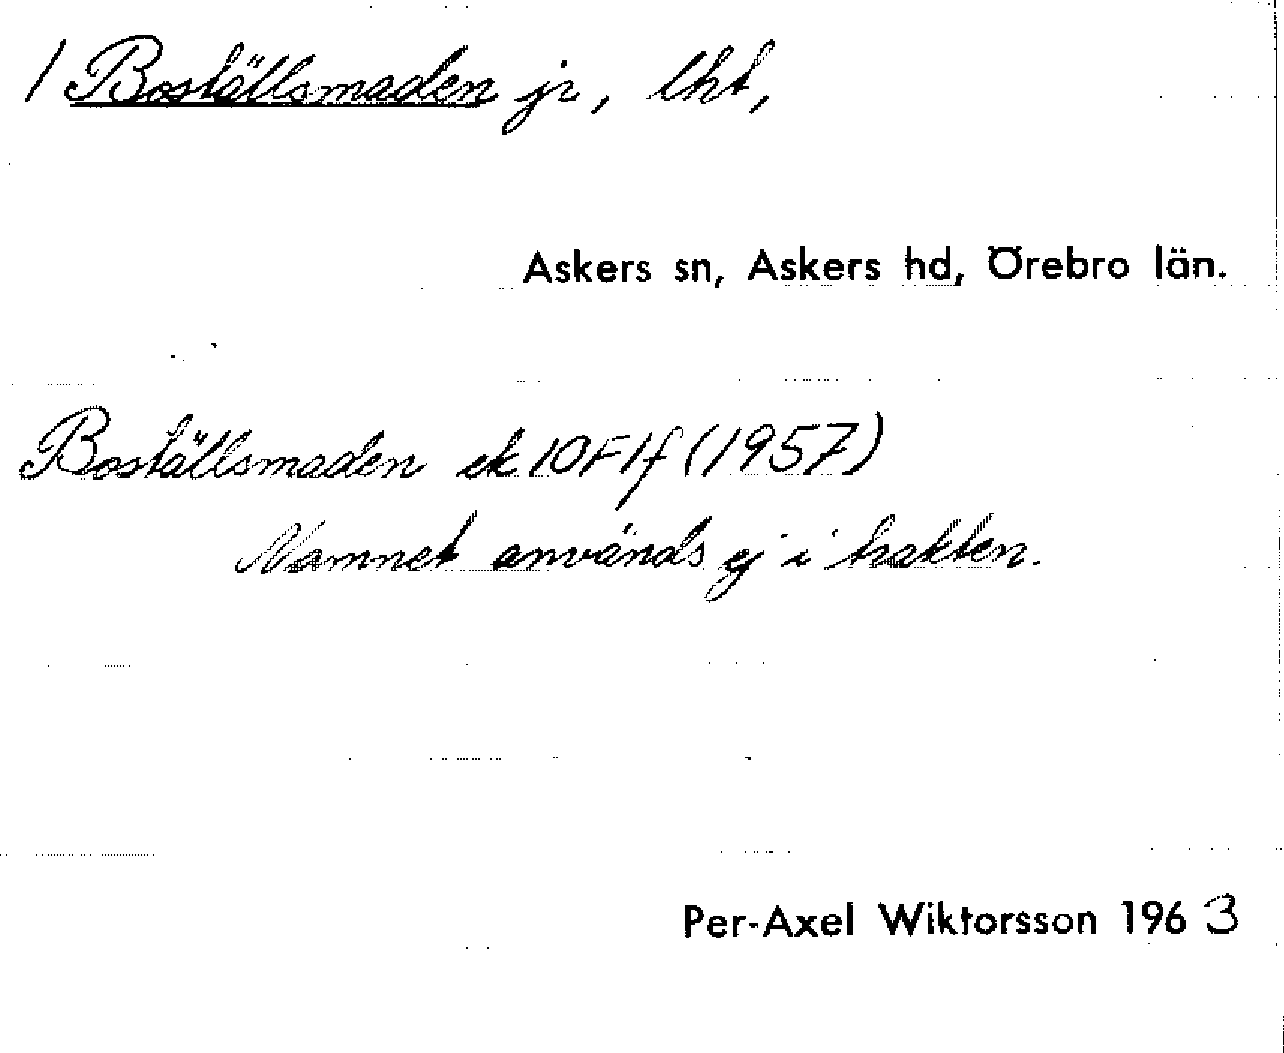 / Boställsmaden jr, lht,
Askers sn, Askers hd, Örebro län.
Boställsmaden ek 10F1f (1957)
Namnet används ej i trakten.
Per-Axel Wiktorsson 1963